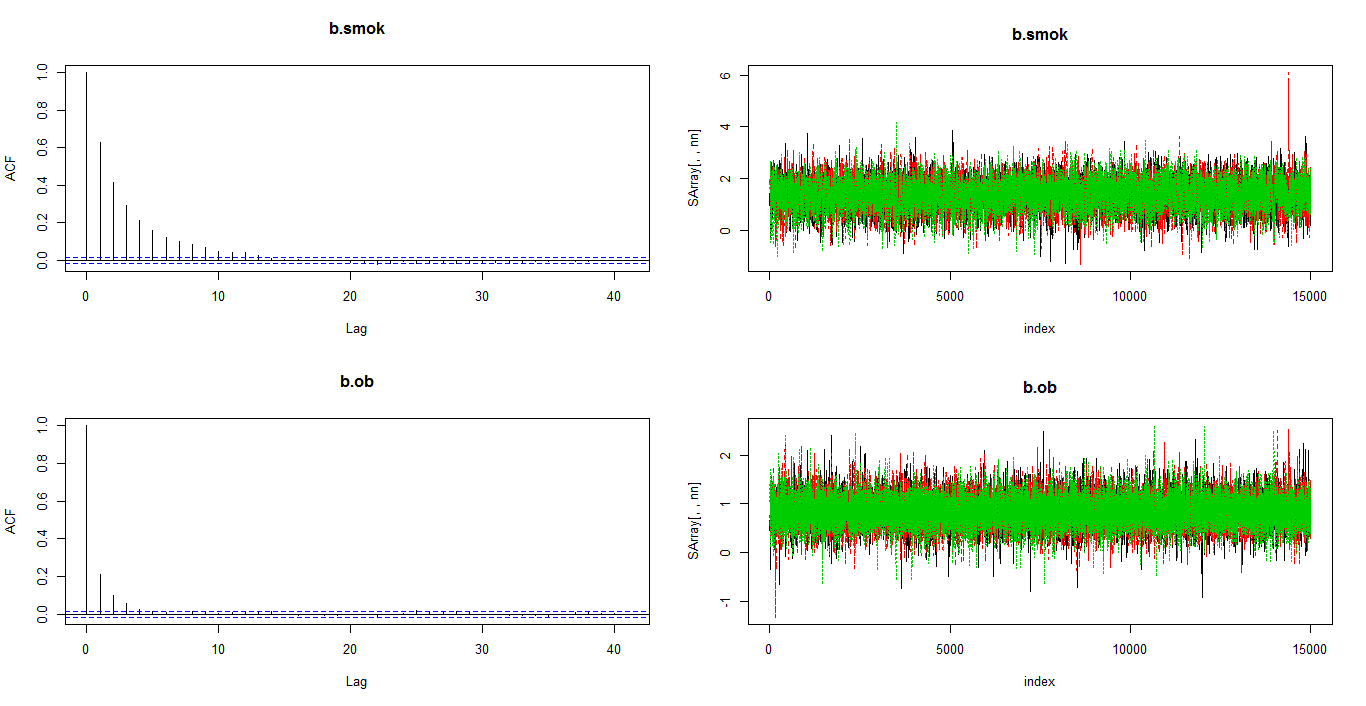 b.smok
ACF
0.0 0.2 0.4 0.6 0.8 1.0
0 10 20 30 40
Lag
b.smok
SArray[, , nn]
0 2 4 6
0 5000 10000 15000
index
b.ob
ACF
0.0 0.2 0.4 0.6 0.8 1.0
0 10 20 30 40
Lag
b.ob
SArray[, , nn]
-1 0 1 2
0 5000 10000 15000
index